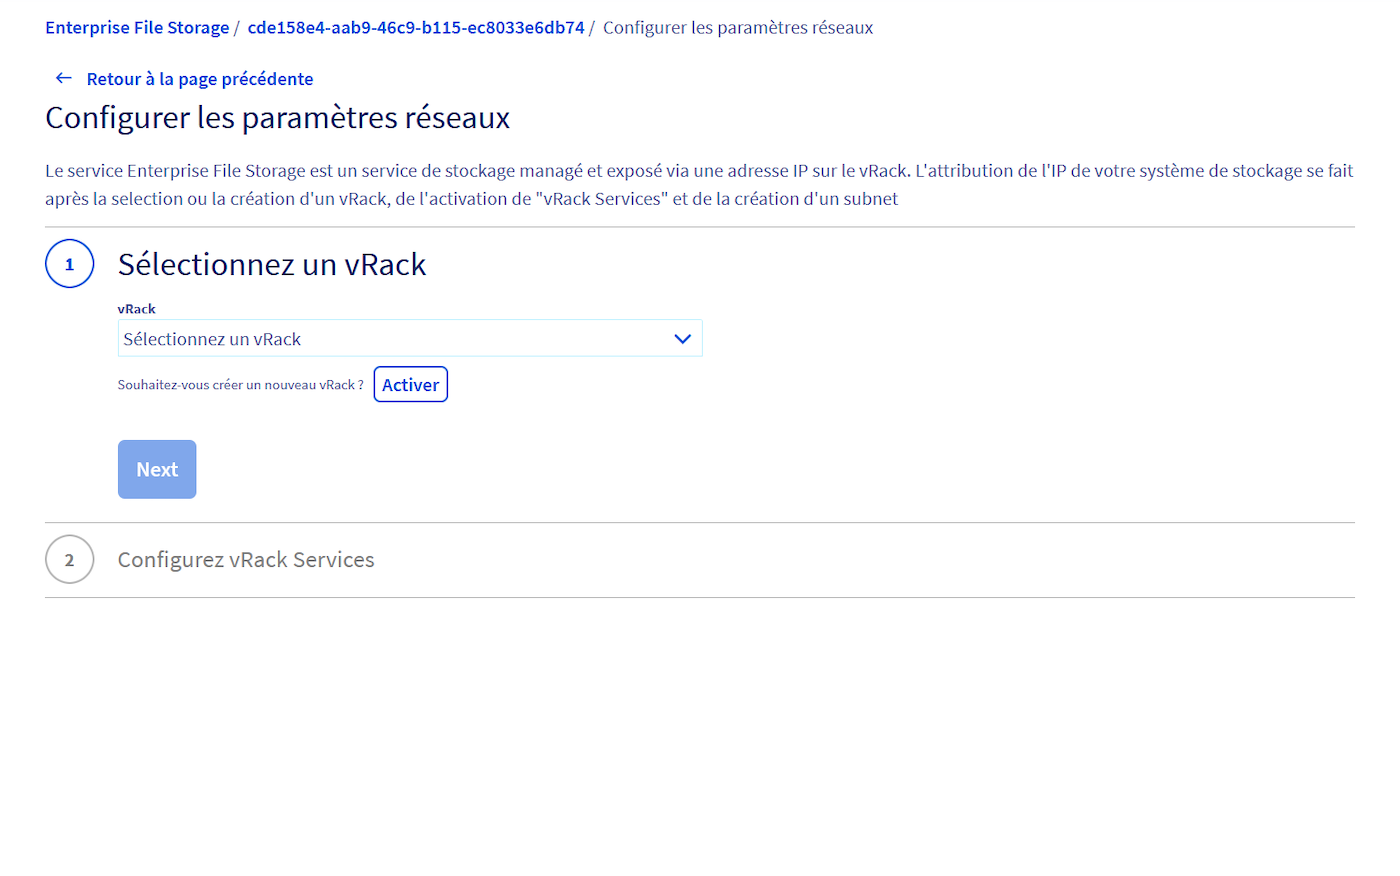 Enterprise File Storage / cde158e4-aab9-46c9-b115-ec8033e6db74 / Configurer les paramètres réseaux
← Retour à la page précédente
Configurer les paramètres réseaux
Le service Enterprise File Storage est un service de stockage managé et exposé via une adresse IP sur le vRack. L'attribution de l'IP de votre système de stockage se fait
après la selection ou la création d'un vRack, de l'activation de "vRack Services" et de la création d'un subnet
1 Sélectionnez un vRack
vRack
Sélectionnez un vRack
Souhaitez-vous créer un nouveau vRack ? Activer
Next
2 Configurez vRack Services